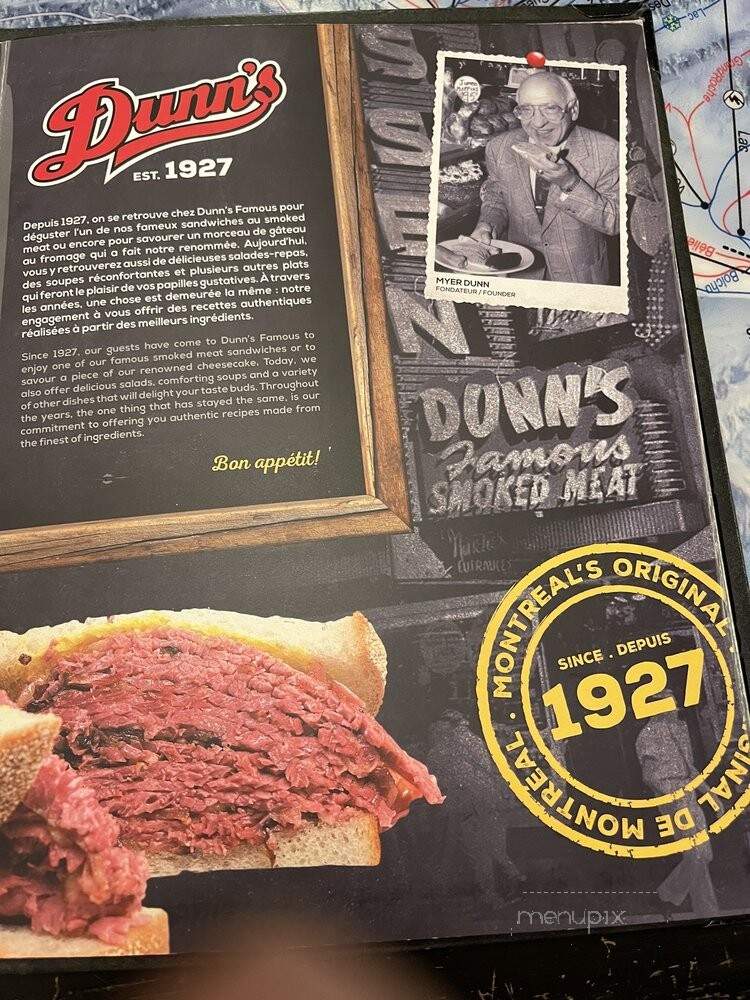 Dunn's
EST. 1927
Depuis 1927, on se retrouve chez Dunn's Famous pour
déguster l'un de nos fameux sandwiches au smoked
meat ou encore pour savourer un morceau de gâteau
au fromage qui a fait notre renommée. Aujourd'hui,
vous y retrouverez aussi de délicieuses salades-repas,
des soupes réconfortantes et plusieurs autres plats
qui feront le plaisir de vos papilles gustatives. À travers
les années, une chose est demeurée la même : notre
engagement à vous offrir des recettes authentiques
réalisées à partir des meilleurs ingrédients.
Since 1927, our guests have come to Dunn's Famous to
enjoy one of our famous smoked meat sandwiches or to
savour a piece of our renowned cheesecake. Today, we
also offer delicious salads, comforting soups and a variety
of other dishes that will delight your taste buds. Throughout
the years, the one thing that has stayed the same, is our
commitment to offering you authentic recipes made from
the finest of ingredients.
Bon appétit!
MYER DUNN
FONDATEUR / FOUNDER
DUNN'S
Famous
SMOKED MEAT
MONTREAL'S ORIGINAL
SINCE . DEPUIS
1927
GINAL DE MONTRÉAL
menupix
Lac
GrandRoche
Lac